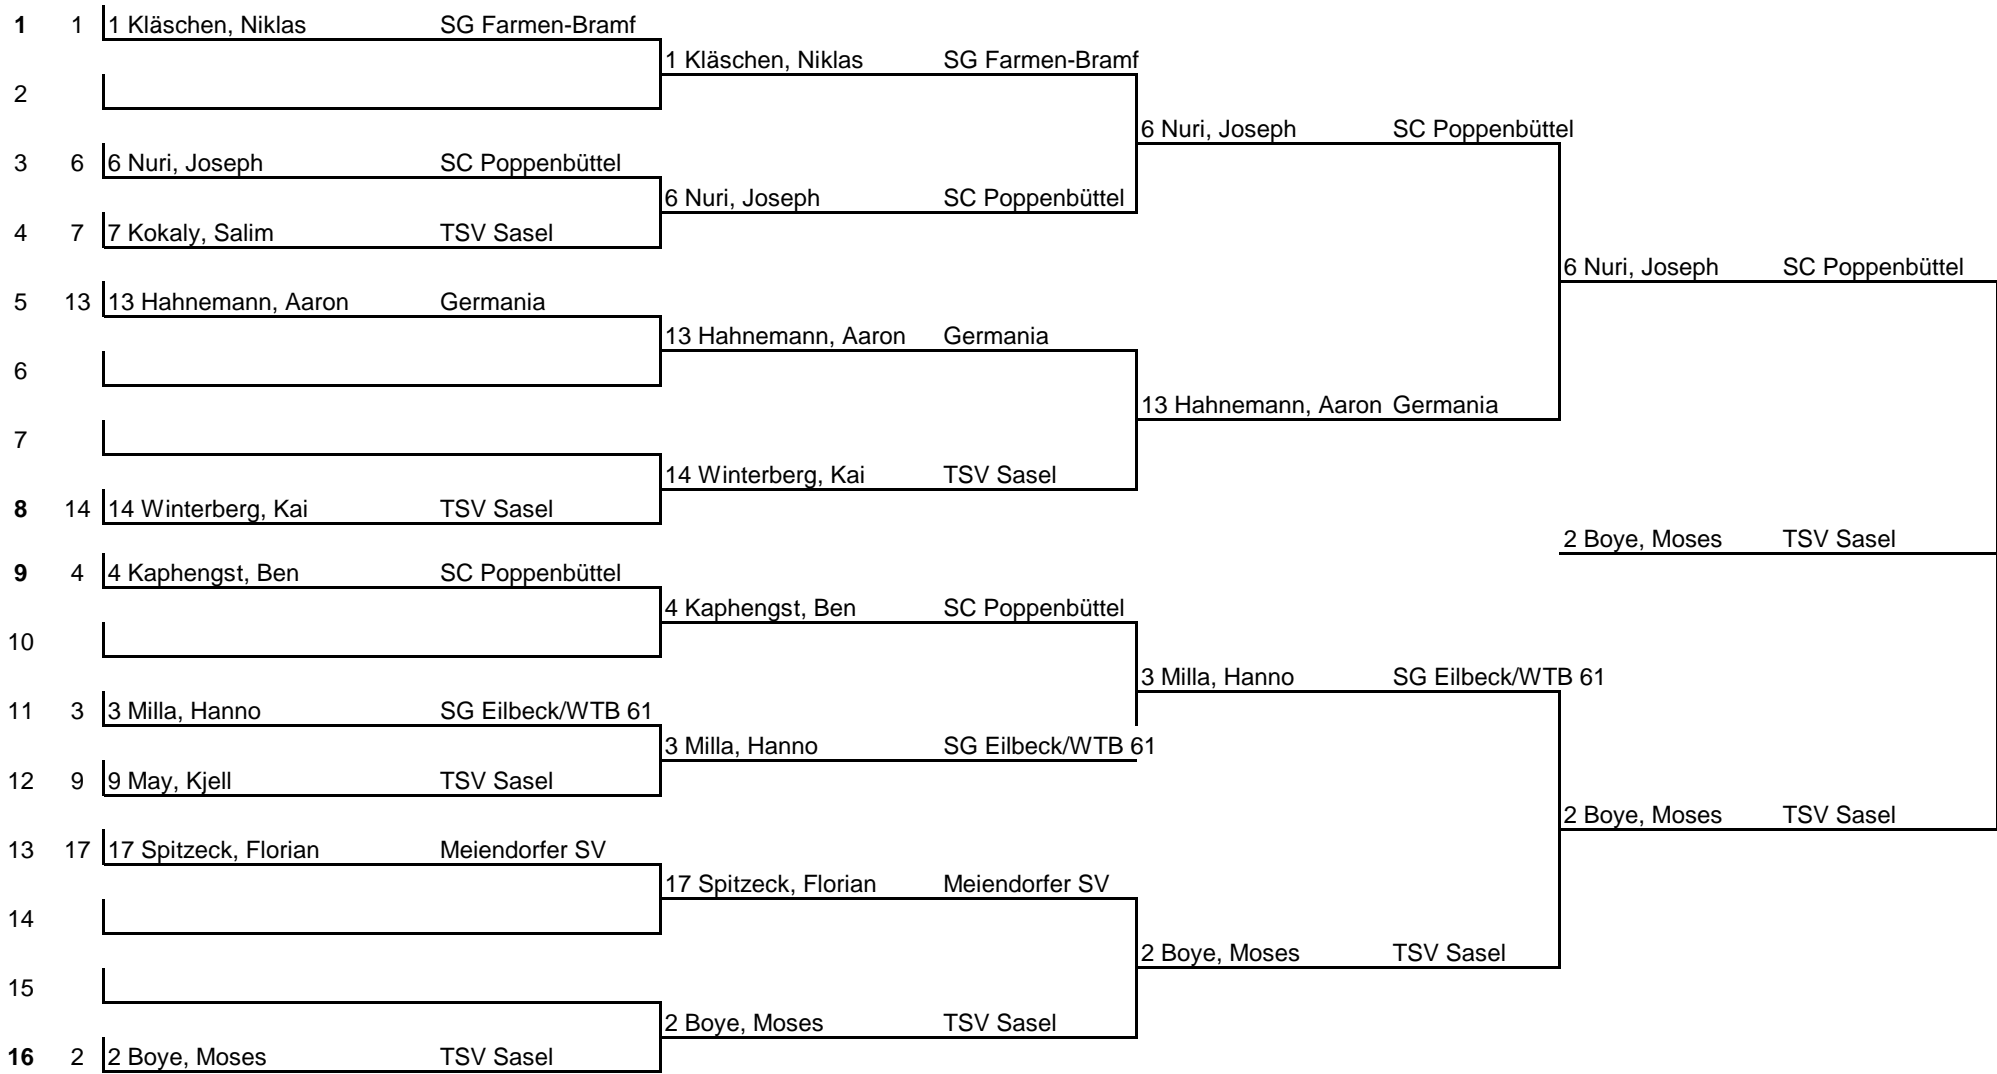 1 1 1 Kläschen, Niklas SG Farmen-Bramf
1 Kläschen, Niklas SG Farmen-Bramf
2
6 Nuri, Joseph SC Poppenbüttel
3 6 6 Nuri, Joseph SC Poppenbüttel
6 Nuri, Joseph SC Poppenbüttel
4 7 7 Kokaly, Salim TSV Sasel
6 Nuri, Joseph SC Poppenbüttel
5 13 13 Hahnemann, Aaron Germania
13 Hahnemann, Aaron Germania
6
13 Hahnemann, Aaron Germania
7
14 Winterberg, Kai TSV Sasel
8 14 14 Winterberg, Kai TSV Sasel
2 Boye, Moses TSV Sasel
9 4 4 Kaphengst, Ben SC Poppenbüttel
4 Kaphengst, Ben SC Poppenbüttel
10
3 Milla, Hanno SG Eilbeck/WTB 61
11 3 3 Milla, Hanno SG Eilbeck/WTB 61
3 Milla, Hanno SG Eilbeck/WTB 61
12 9 9 May, Kjell TSV Sasel
2 Boye, Moses TSV Sasel
13 17 17 Spitzeck, Florian Meiendorfer SV
17 Spitzeck, Florian Meiendorfer SV
14
2 Boye, Moses TSV Sasel
15
2 Boye, Moses TSV Sasel
16 2 2 Boye, Moses TSV Sasel